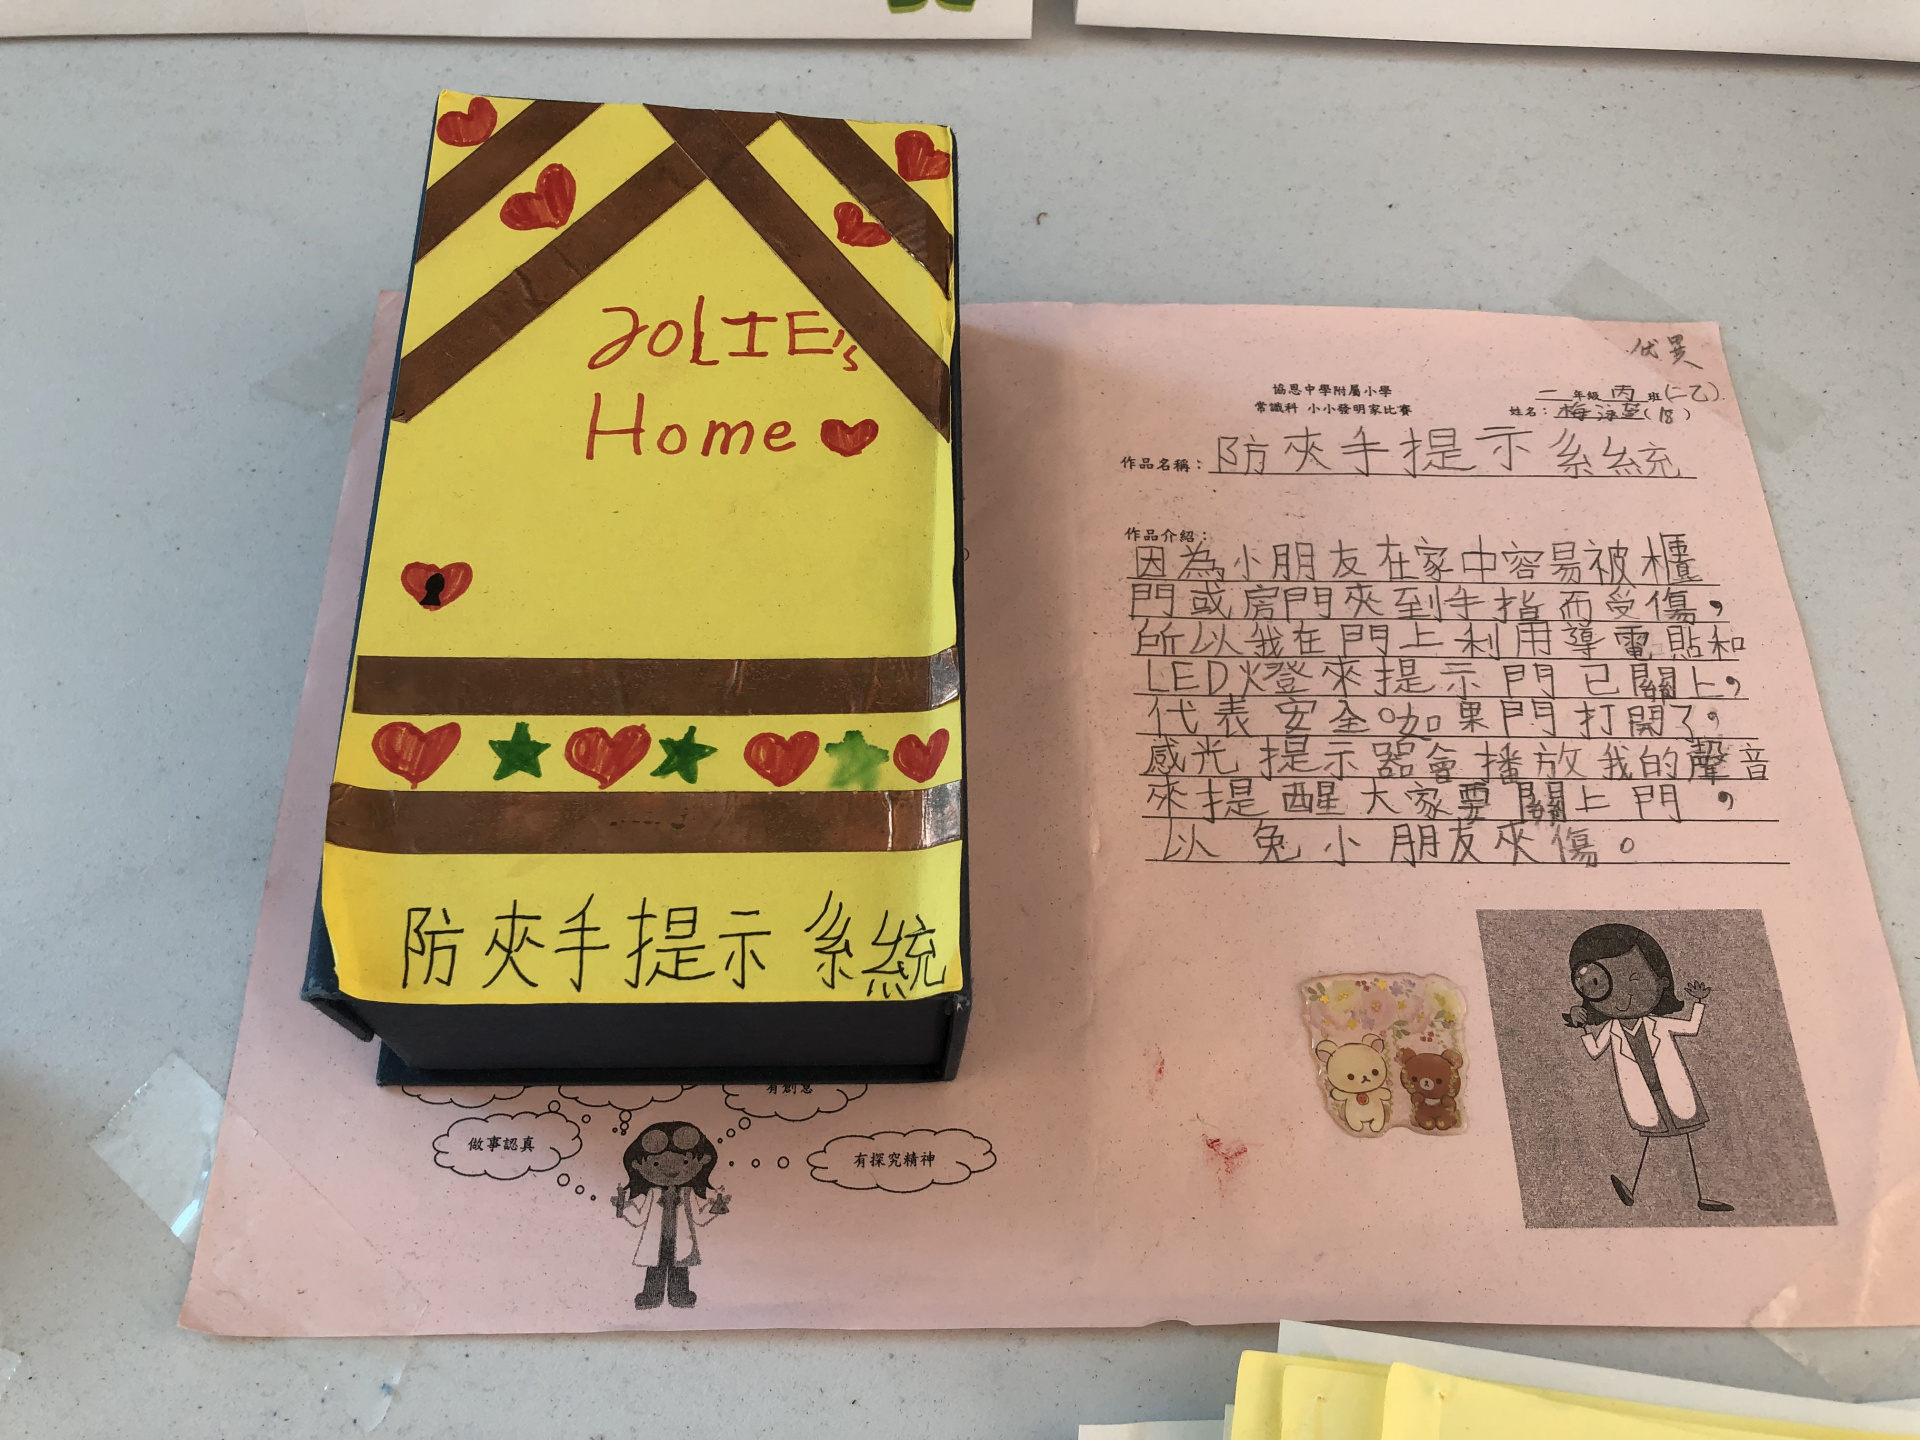 JOLIE's
Home
防夾手提示系統
有創意
做事認真
有探究精神
優異
協恩中學附屬小學
常識科 小小發明家比賽
二年級 丙 班(二乙)
姓名：梅泳 (18)
作品名稱：防夾手提示系統
作品介紹：
因為小朋友在家中容易被櫃
門或房門夾到手指而受傷，
所以我在門上利用導電貼和
LED燈來提示門已關上，
代表安全。如果門打開了，
感光提示器會播放我的聲音
來提醒大家要關上門，
以免小朋友夾傷。